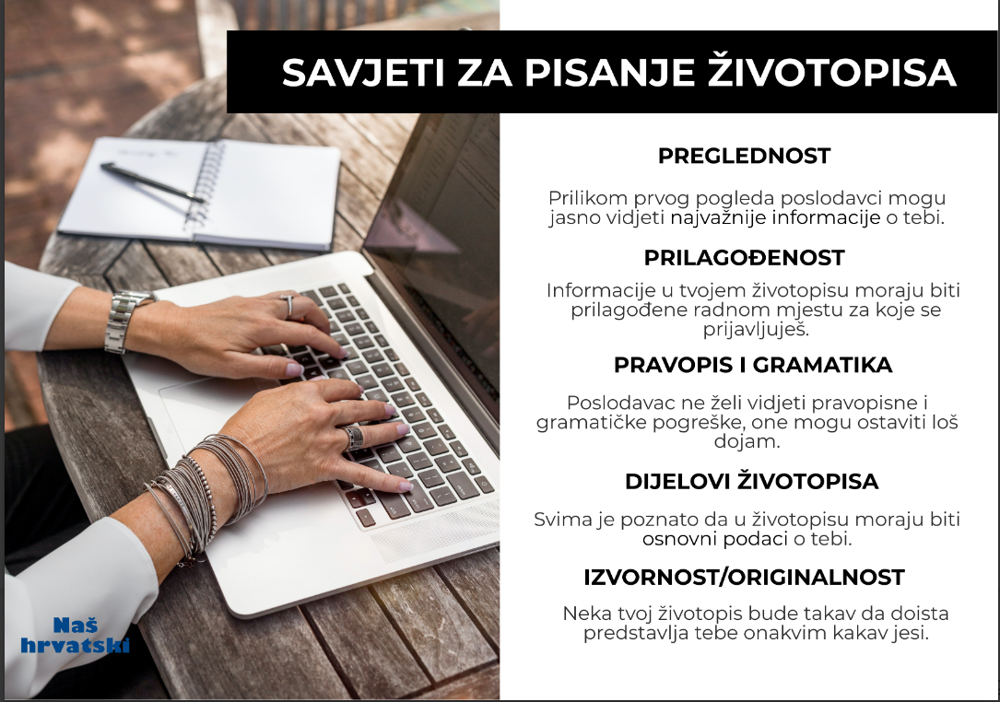 SAVJETI ZA PISANJE ŽIVOTOPISA
PREGLEDNOST
Prilikom prvog pogleda poslodavci mogu
jasno vidjeti najvažnije informacije o tebi.
PRILAGOĐENOST
Informacije u tvojem životopisu moraju biti
prilagođene radnom mjestu za koje se
prijavljuješ.
PRAVOPIS I GRAMATIKA
Poslodavac ne želi vidjeti pravopisne i
gramatičke pogreške, one mogu ostaviti loš
dojam.
DIJELOVI ŽIVOTOPISA
Svima je poznato da u životopisu moraju biti
osnovni podaci o tebi.
IZVORNOST/ORIGINALNOST
Neka tvoj životopis bude takav da doista
predstavlja tebe onakvim kakav jesi.
Naš
hrvatski